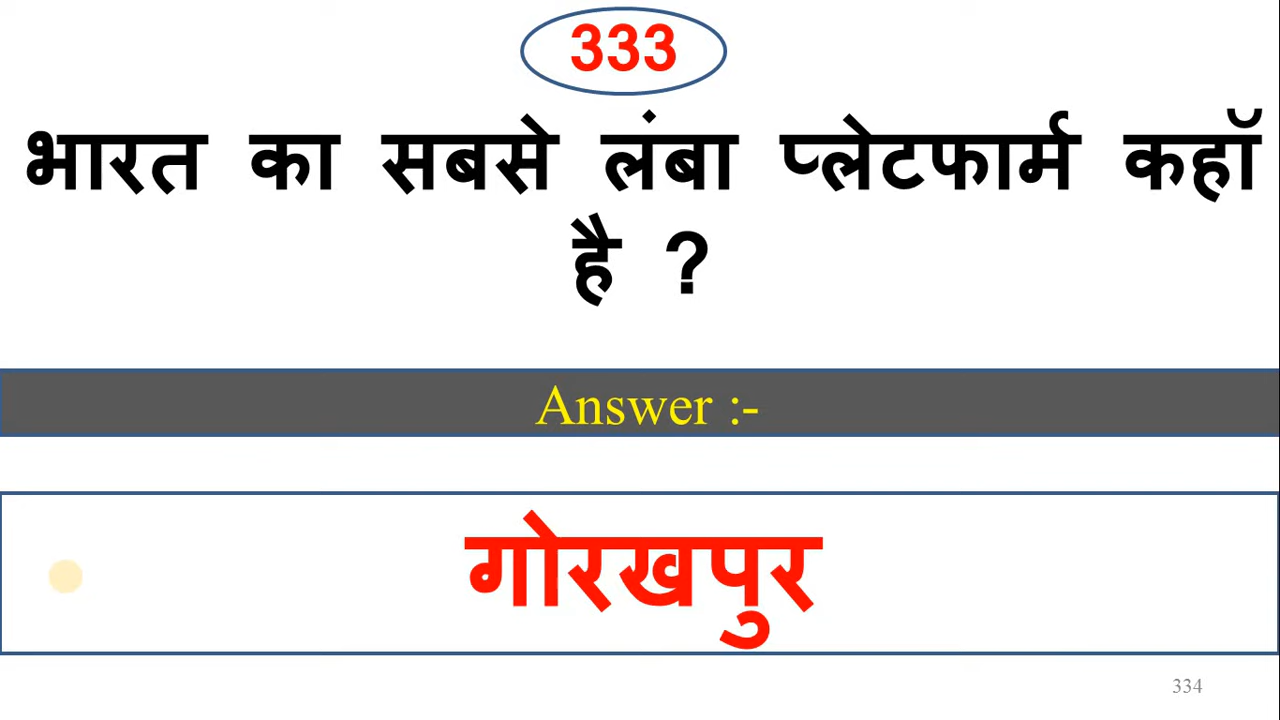 333
भारत का सबसे लंबा प्लेटफार्म कहॉ
है ?
Answer :-
गोरखपुर
334